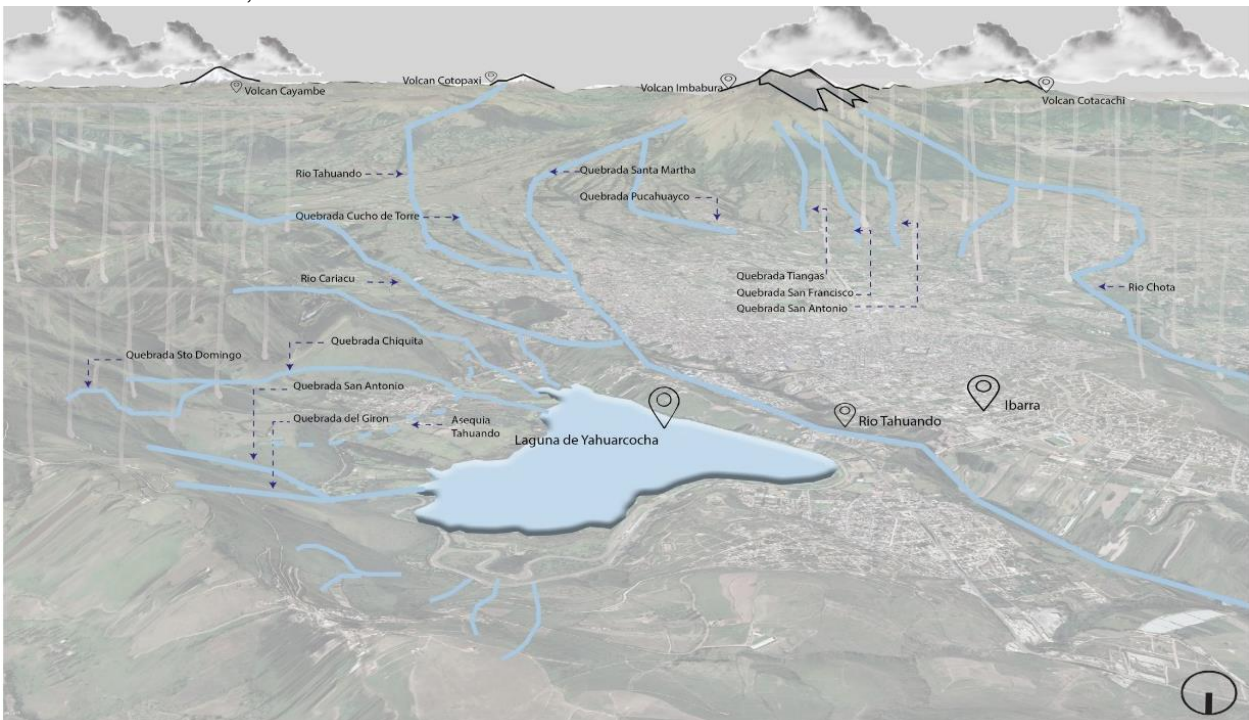 Volcan Cayambe
Volcan Cotopaxi
Volcan Imbabura
Volcan Cotacachi
Rio Tahuando
Quebrada Santa Martha
Quebrada Pucahuayco
Quebrada Cucho de Torre
Rio Cariacu
Quebrada Tiangas
Quebrada San Francisco
Quebrada San Antonio
Rio Chota
Quebrada Chiquita
Quebrada Sto Domingo
Quebrada San Antonio
Quebrada del Giron
Asequia
Tahuando
Laguna de Yahuarcocha
Rio Tahuando
Ibarra